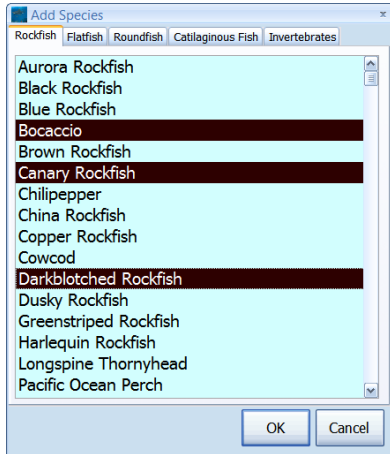 Add Species
Rockfish Flatfish Roundfish Catilaginous Fish Invertebrates
Aurora Rockfish
Black Rockfish
Blue Rockfish
Bocaccio
Brown Rockfish
Canary Rockfish
Chilipepper
China Rockfish
Copper Rockfish
Cowcod
Darkblotched Rockfish
Dusky Rockfish
Greenstriped Rockfish
Harlequin Rockfish
Longspine Thornyhead
Pacific Ocean Perch
OK Cancel